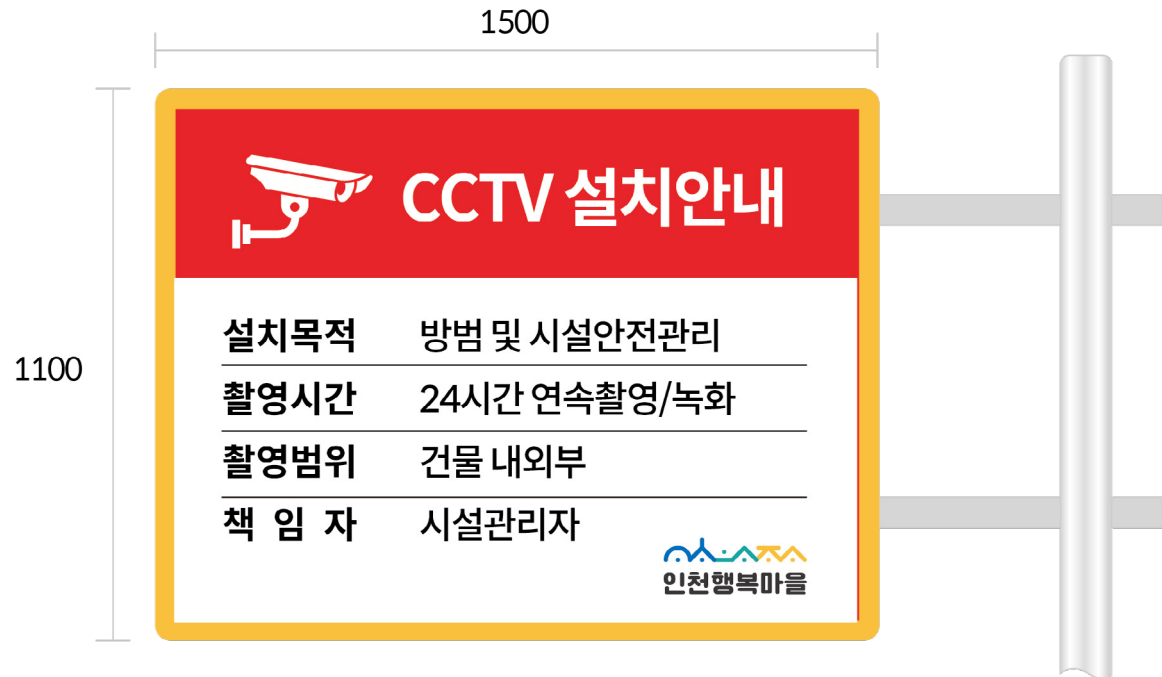 1500
1100
CCTV 설치안내
설치목적 방범 및 시설안전관리
촬영시간 24시간 연속촬영/녹화
촬영범위 건물 내외부
책 임 자 시설관리자
인천행복마을